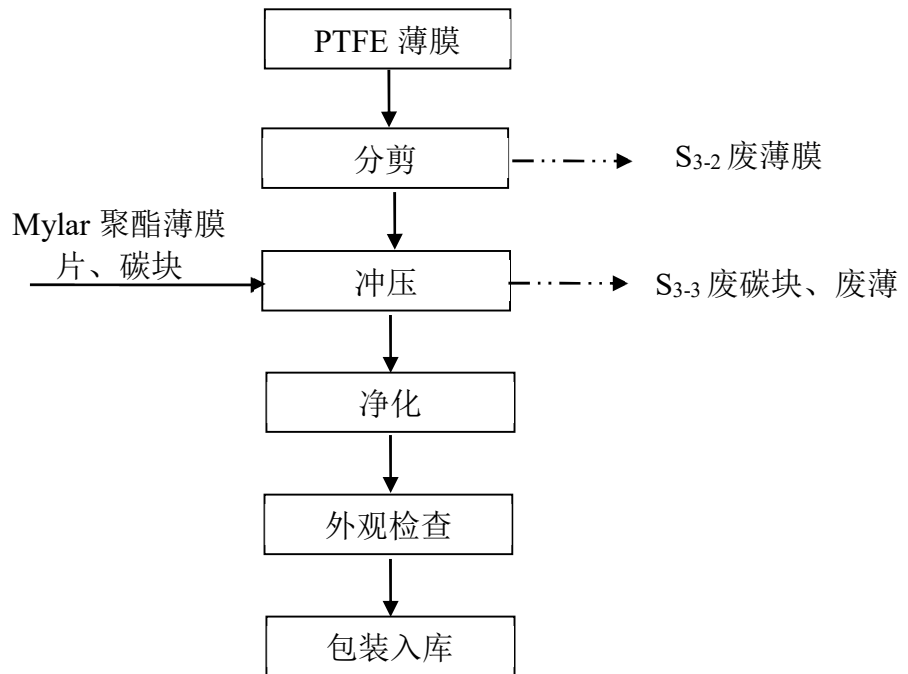 PTFE 薄膜
分剪
S3-2 废薄膜
Mylar 聚酯薄膜
片、碳块
冲压
S3-3 废碳块、废薄
净化
外观检查
包装入库